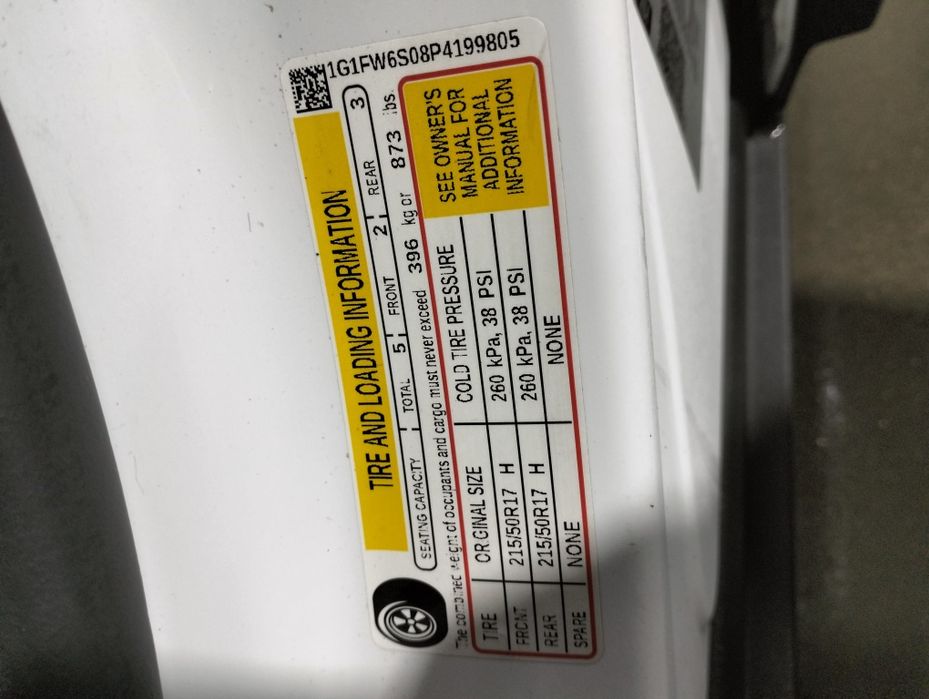 1G1FW6S08P4199805
TIRE AND LOADING INFORMATION
SEATING CAPACITY TOTAL 5 FRONT 2 REAR 3
The combined weight of occupants and cargo must never exceed 396 kg or 873 lbs.
TIRE ORIGINAL SIZE COLD TIRE PRESSURE
FRONT 215/50R17 H 260 kPa, 38 PSI
REAR 215/50R17 H 260 kPa, 38 PSI
SPARE NONE NONE
SEE OWNER'S
MANUAL FOR
ADDITIONAL
INFORMATION